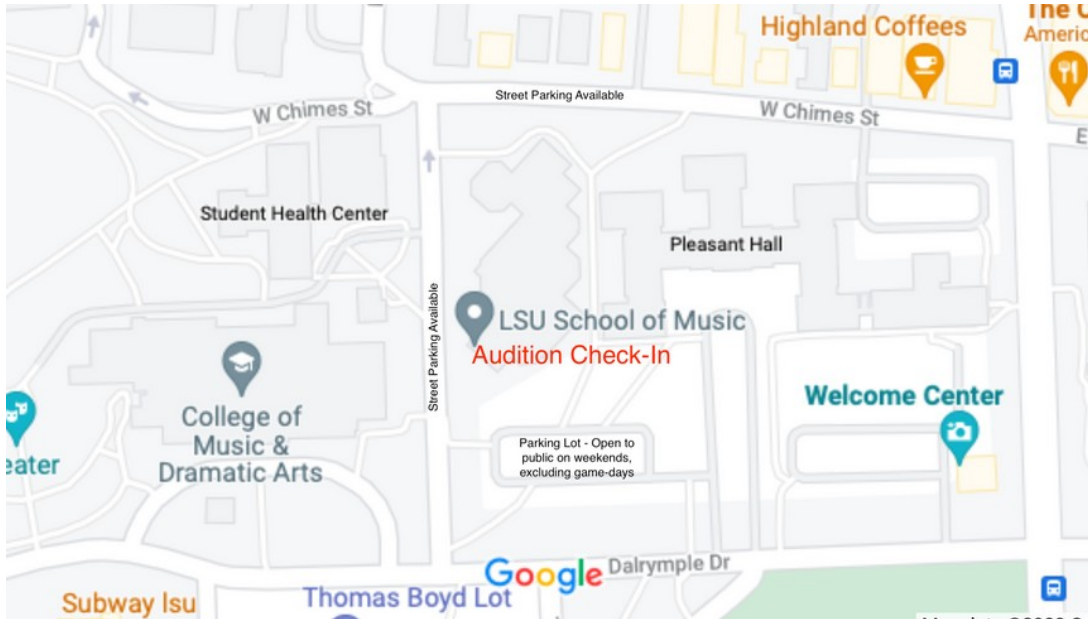 Highland Coffees
The C
Americ
Street Parking Available
W Chimes St
W Chimes St
E
Student Health Center
Pleasant Hall
Street Parking Available
LSU School of Music
Audition Check-In
Welcome Center
College of
Music &
Dramatic Arts
eater
Parking Lot - Open to
public on weekends,
excluding game-days
Google
Dalrymple Dr
Thomas Boyd Lot
Subway lsu